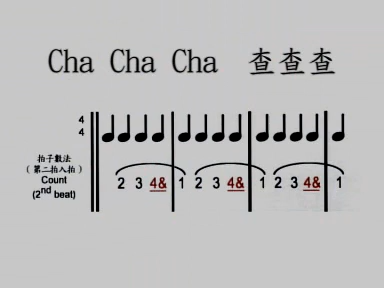 Cha Cha Cha 查查查
4
4
拍子數法
(第二拍入拍)
Count
(2nd beat)
2 3 4& 1 2 3 4& 1 2 3 4& 1